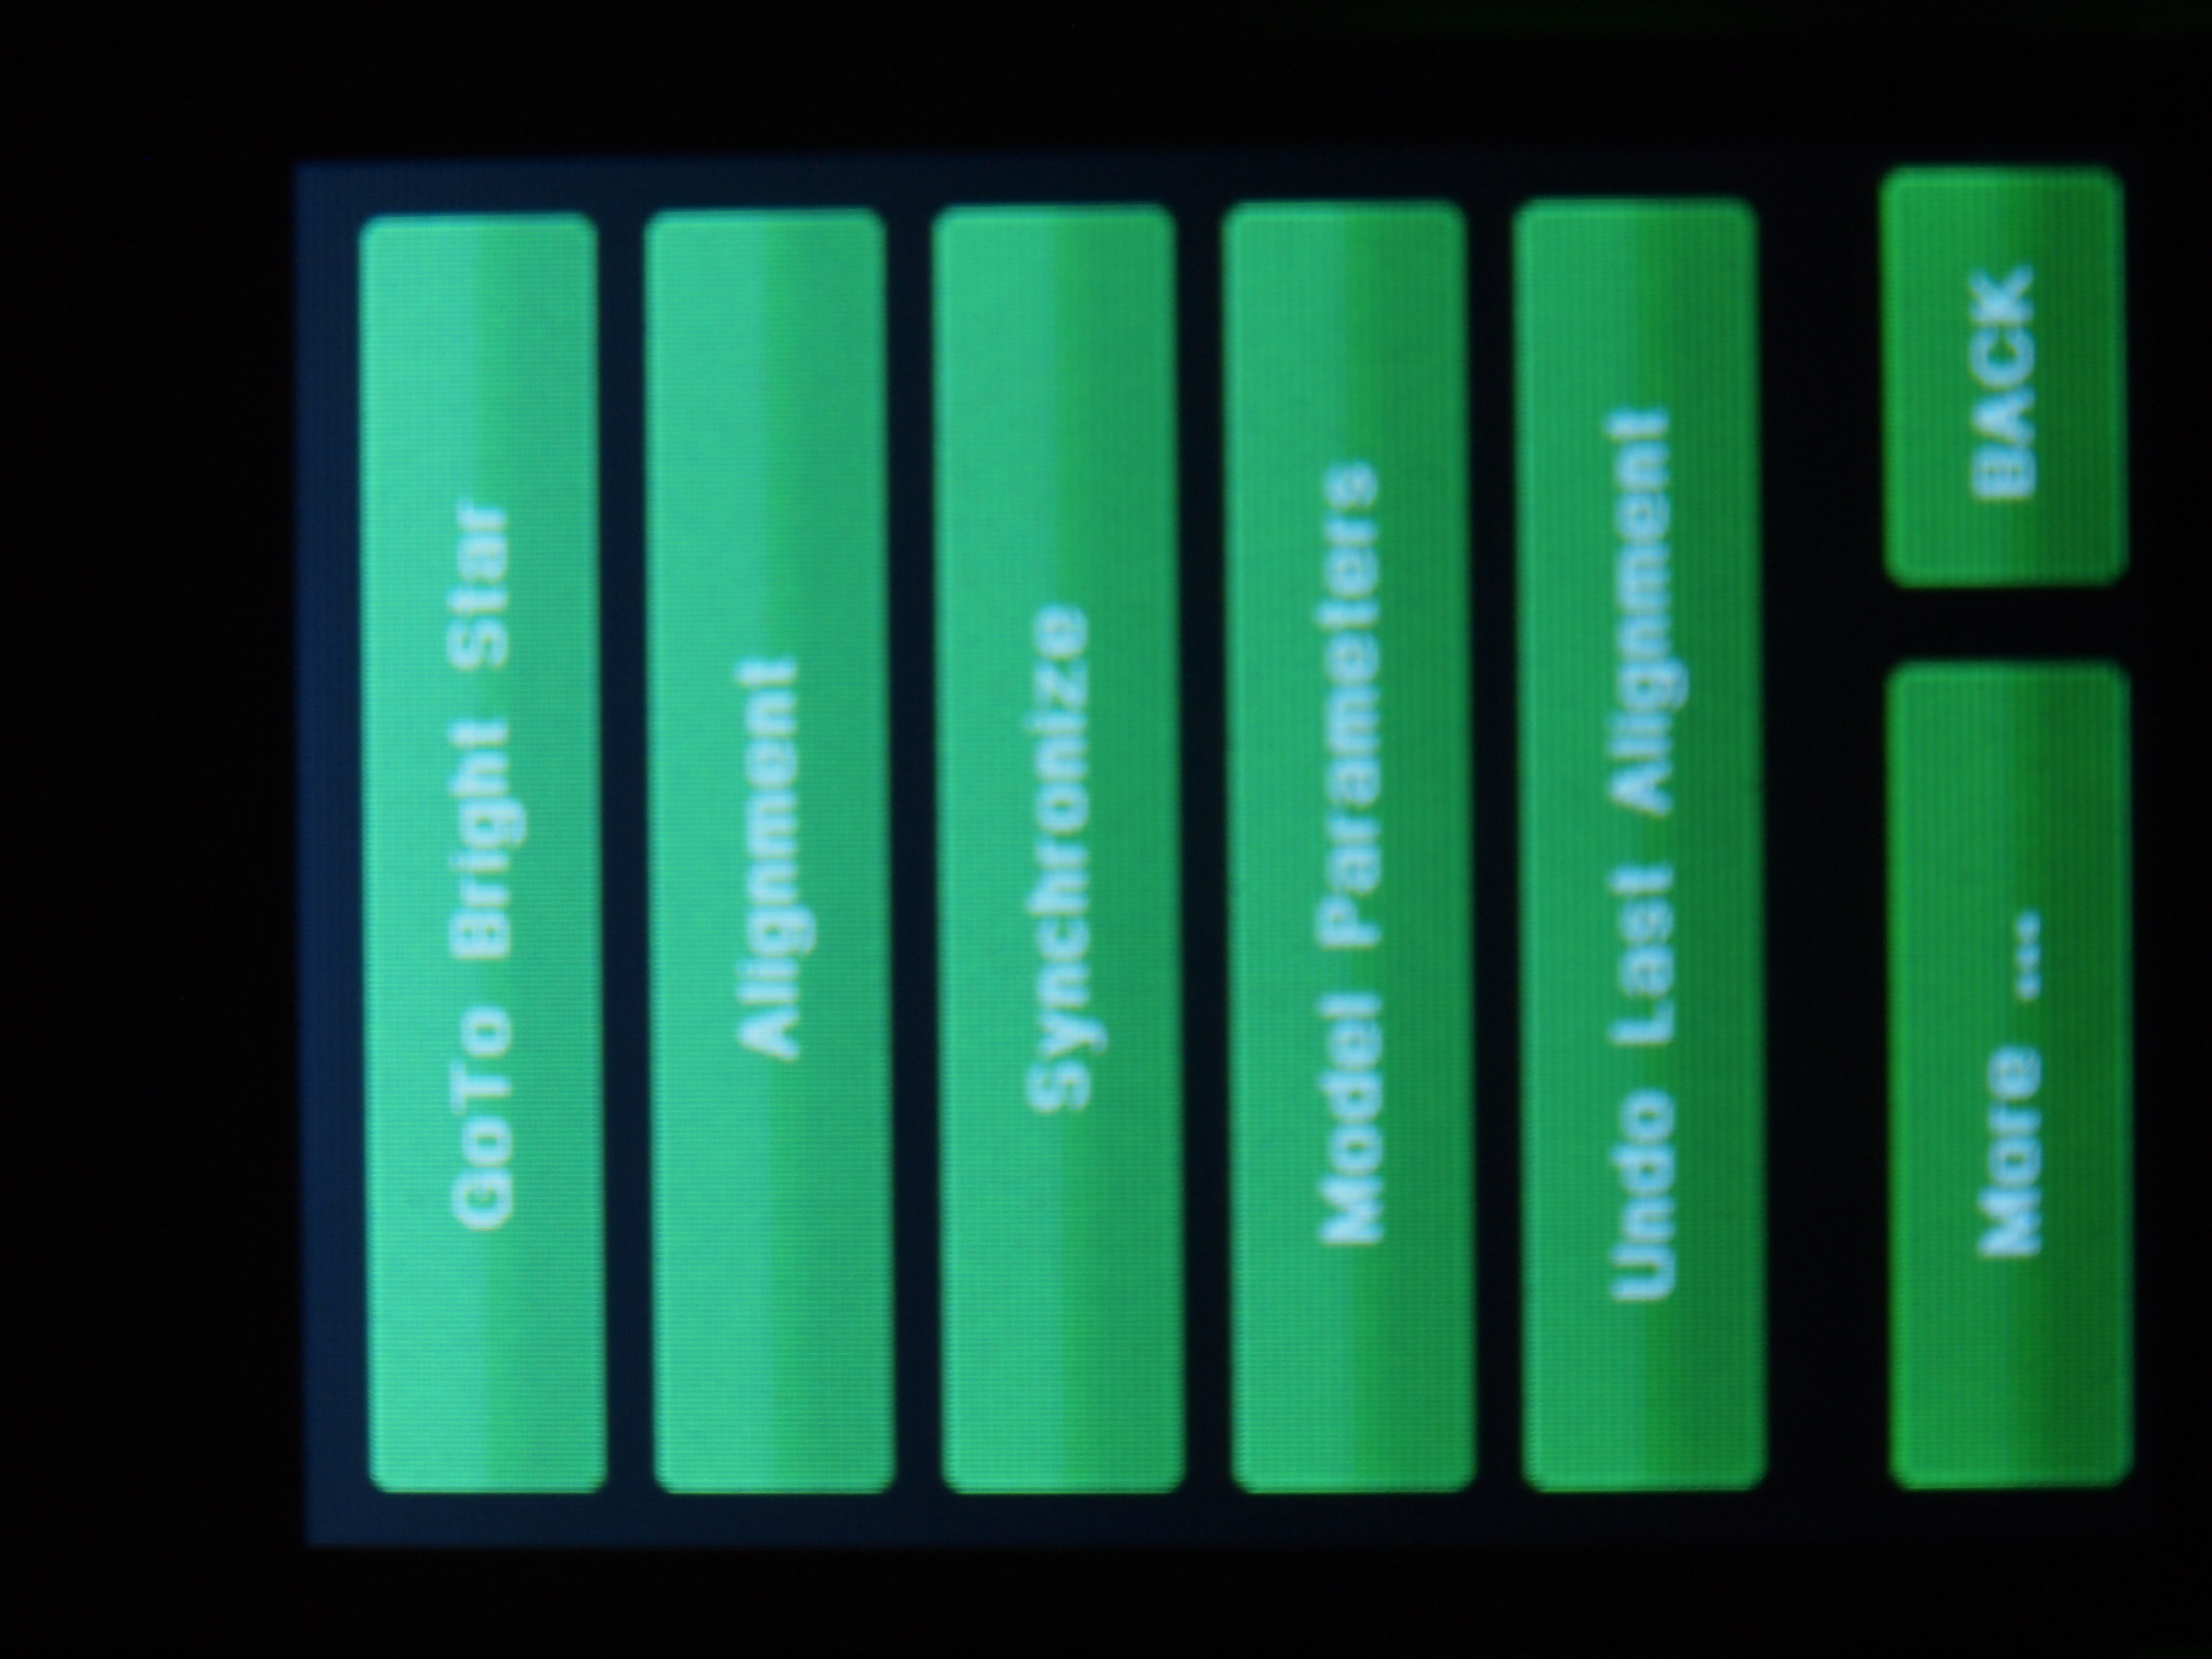 GoTo Bright Star
Alignment
Synchronize
Model Parameters
Undo Last Alignment
More ... BACK